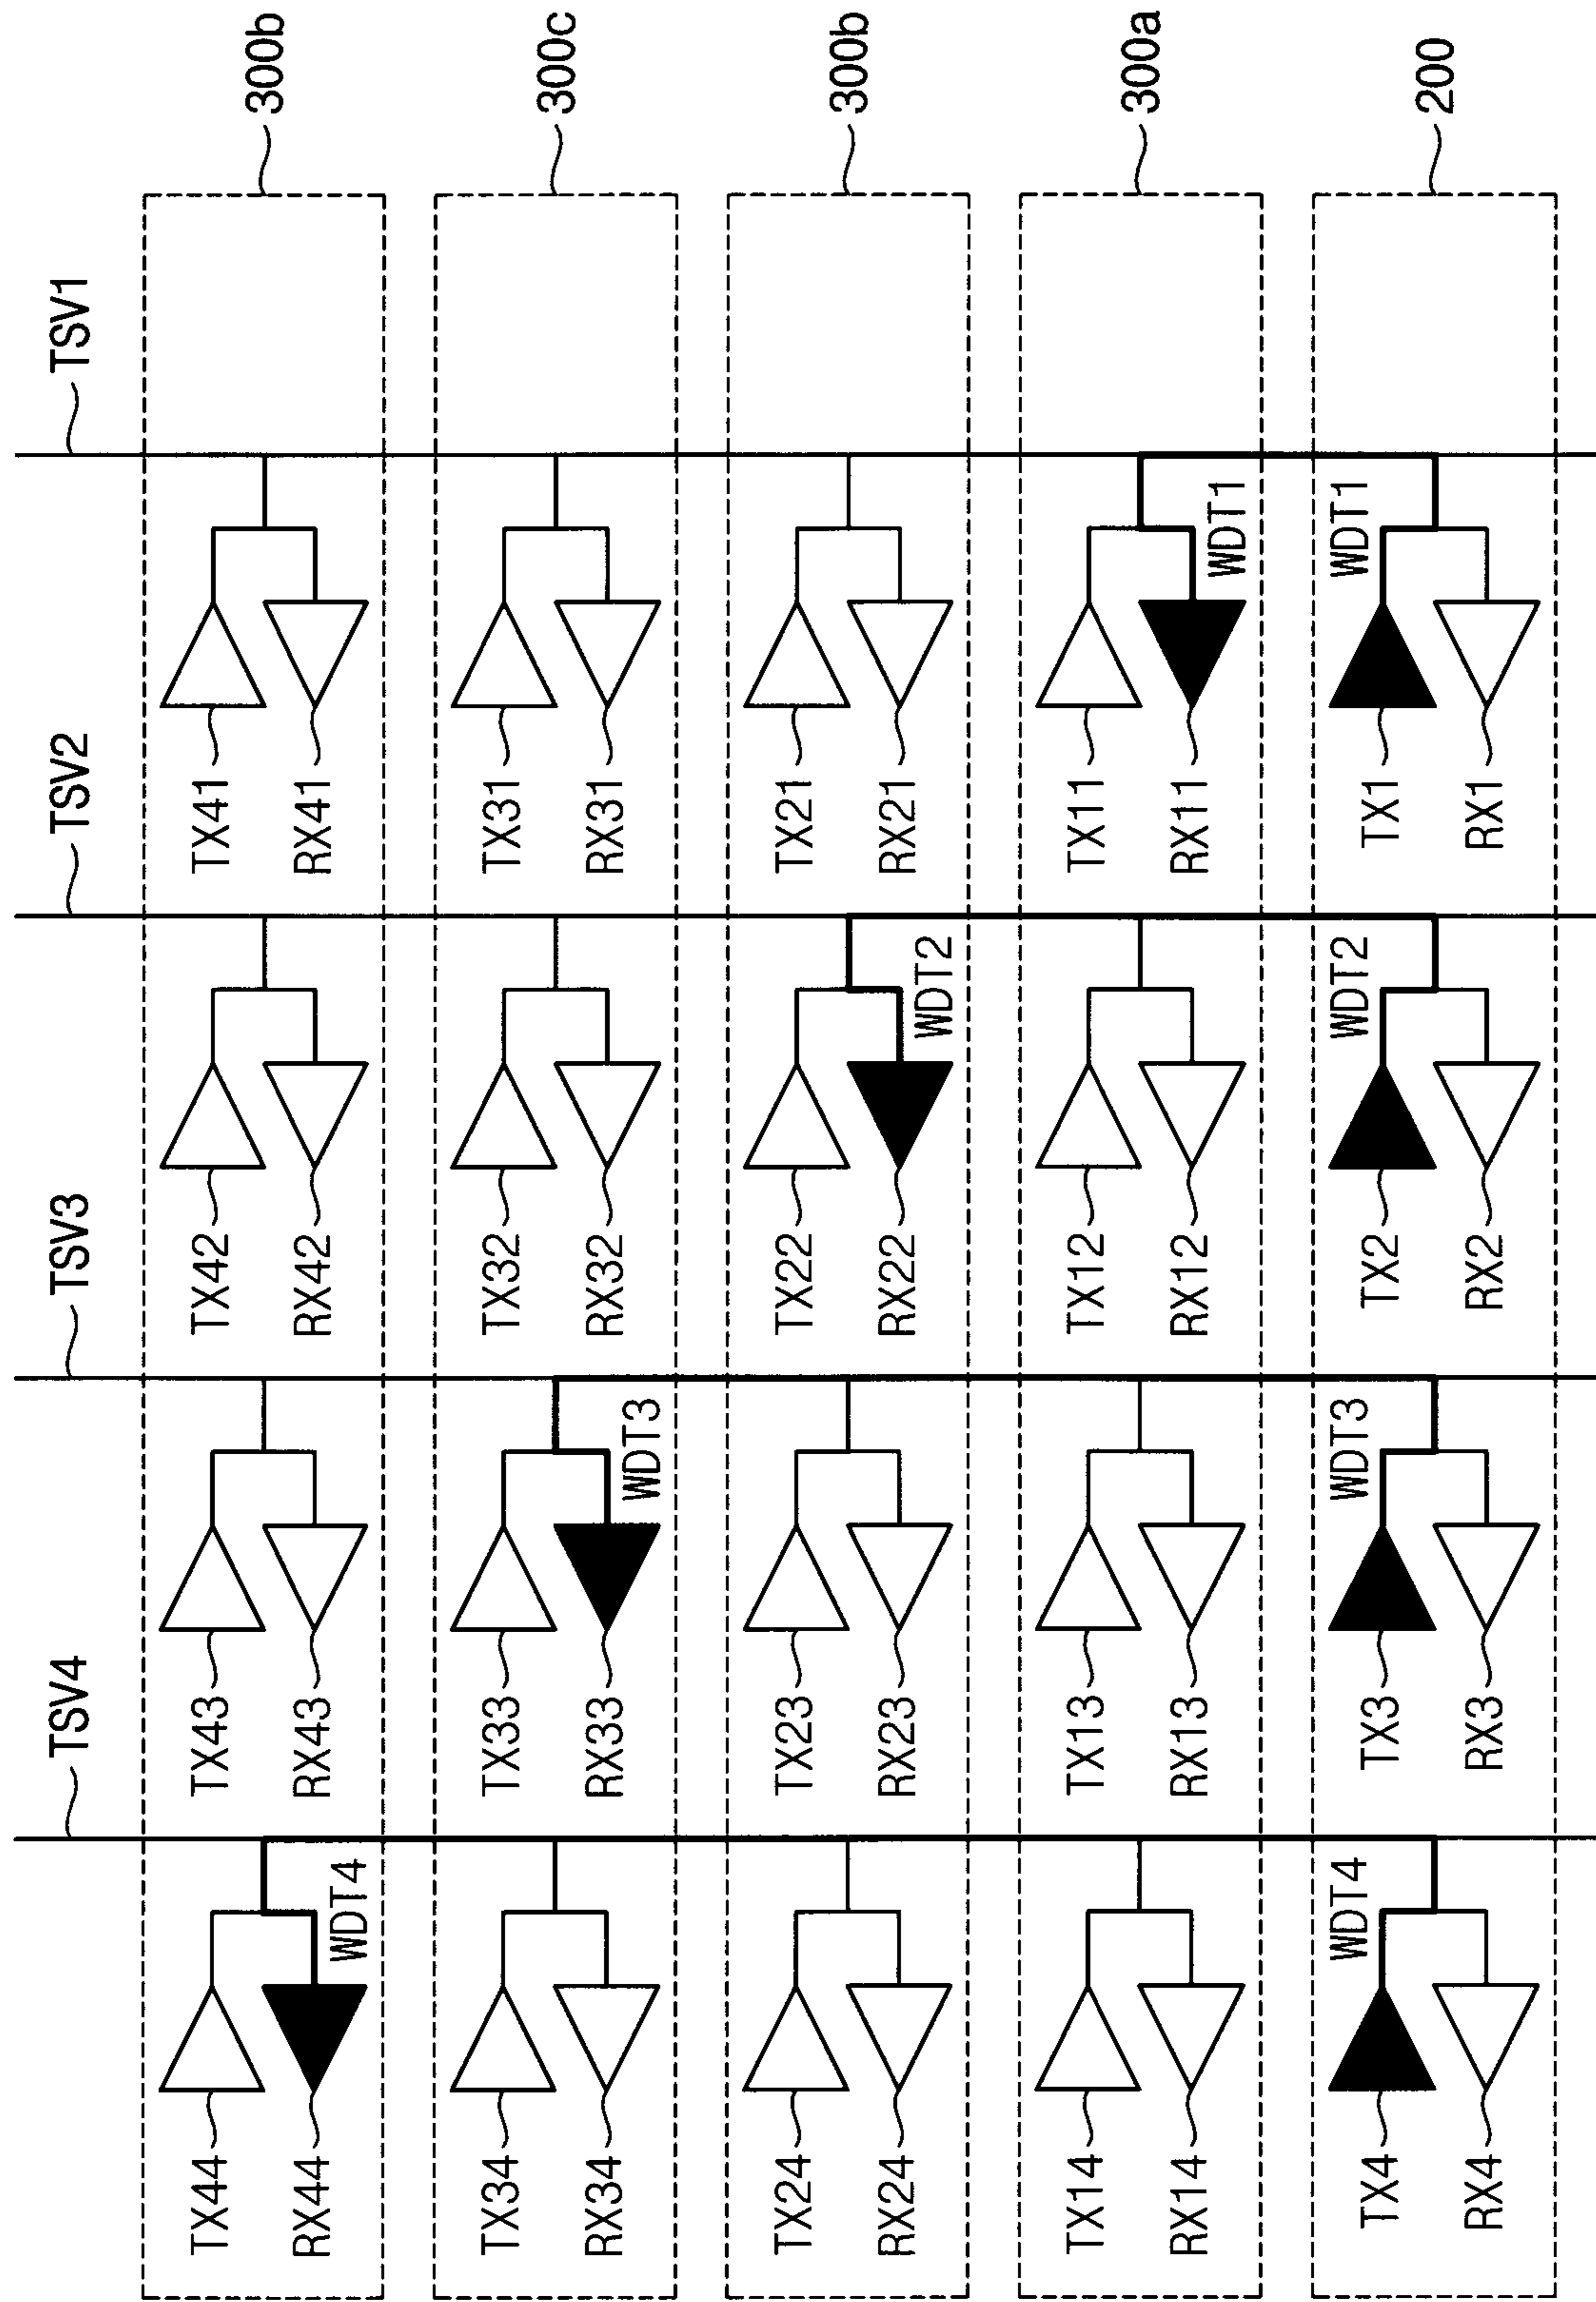 TSV4
TSV3
TSV2
TSV1
TX44
TX43
TX42
TX41
300b
RX44
WDT4
RX43
RX42
RX41
TX34
TX33
TX32
TX31
300c
RX34
RX33
WDT3
RX32
RX31
TX24
TX23
TX22
TX21
300b
RX24
RX23
RX22
WDT2
RX21
TX14
TX13
TX12
TX11
300a
RX14
RX13
RX12
RX11
WDT1
TX4
WDT4
TX3
WDT3
TX2
WDT2
TX1
WDT1
200
RX4
RX3
RX2
RX1